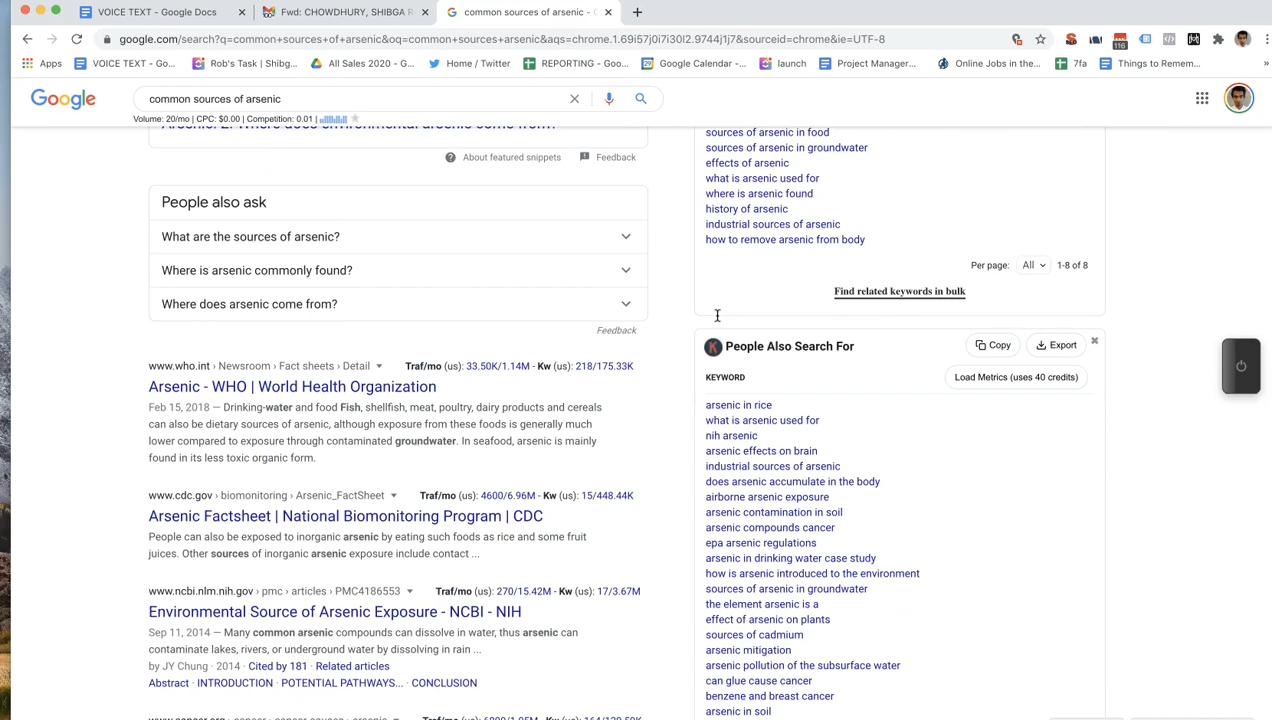 VOICE TEXT - Google Docs
Fwd: CHOWDHURY, SHIBGA R
common sources of arsenic -
google.com/search?q=common+sources+of+arsenic&oq=common+sources+arsenic&aqs=chrome.1.69i57j0i7i30l2.9744j1j7&sourceid=chrome&ie=UTF-8
116
Apps
VOICE TEXT - Go...
Rob's Task | Shibg...
All Sales 2020 - G...
Home / Twitter
REPORTING - Goo...
Google Calendar -...
launch
Project Manager...
Online Jobs in the...
7fa
Things to Remem...
»
Google
common sources of arsenic
Volume: 20/mo | CPC: $0.00 | Competition: 0.01 |
Arsenic: 2. Where does environmental arsenic come from?
About featured snippets
Feedback
People also ask
What are the sources of arsenic?
Where is arsenic commonly found?
Where does arsenic come from?
Feedback
www.who.int › Newsroom › Fact sheets › Detail
Traf/mo (us): 33.50K/1.14M - Kw (us): 218/175.33K
Arsenic - WHO | World Health Organization
Feb 15, 2018 — Drinking-water and food Fish, shellfish, meat, poultry, dairy products and cereals
can also be dietary sources of arsenic, although exposure from these foods is generally much
lower compared to exposure through contaminated groundwater. In seafood, arsenic is mainly
found in its less toxic organic form.
www.cdc.gov › biomonitoring › Arsenic_FactSheet
Traf/mo (us): 4600/6.96M - Kw (us): 15/448.44K
Arsenic Factsheet | National Biomonitoring Program | CDC
People can also be exposed to inorganic arsenic by eating such foods as rice and some fruit
juices. Other sources of inorganic arsenic exposure include contact ...
www.ncbi.nlm.nih.gov › pmc › articles › PMC4186553
Traf/mo (us): 270/15.42M - Kw (us): 17/3.67M
Environmental Source of Arsenic Exposure - NCBI - NIH
Sep 11, 2014 — Many common arsenic compounds can dissolve in water, thus arsenic can
contaminate lakes, rivers, or underground water by dissolving in rain ...
by JY Chung · 2014 · Cited by 181 · Related articles
Abstract · INTRODUCTION · POTENTIAL PATHWAYS... · CONCLUSION
sources of arsenic in food
sources of arsenic in groundwater
effects of arsenic
what is arsenic used for
where is arsenic found
history of arsenic
industrial sources of arsenic
how to remove arsenic from body
Per page: All 1-8 of 8
Find related keywords in bulk
K
People Also Search For
Copy
Export
KEYWORD
Load Metrics (uses 40 credits)
arsenic in rice
what is arsenic used for
nih arsenic
arsenic effects on brain
industrial sources of arsenic
does arsenic accumulate in the body
airborne arsenic exposure
arsenic contamination in soil
arsenic compounds cancer
epa arsenic regulations
arsenic in drinking water case study
how is arsenic introduced to the environment
sources of arsenic in groundwater
the element arsenic is a
effect of arsenic on plants
sources of cadmium
arsenic mitigation
arsenic pollution of the subsurface water
can glue cause cancer
benzene and breast cancer
arsenic in soil